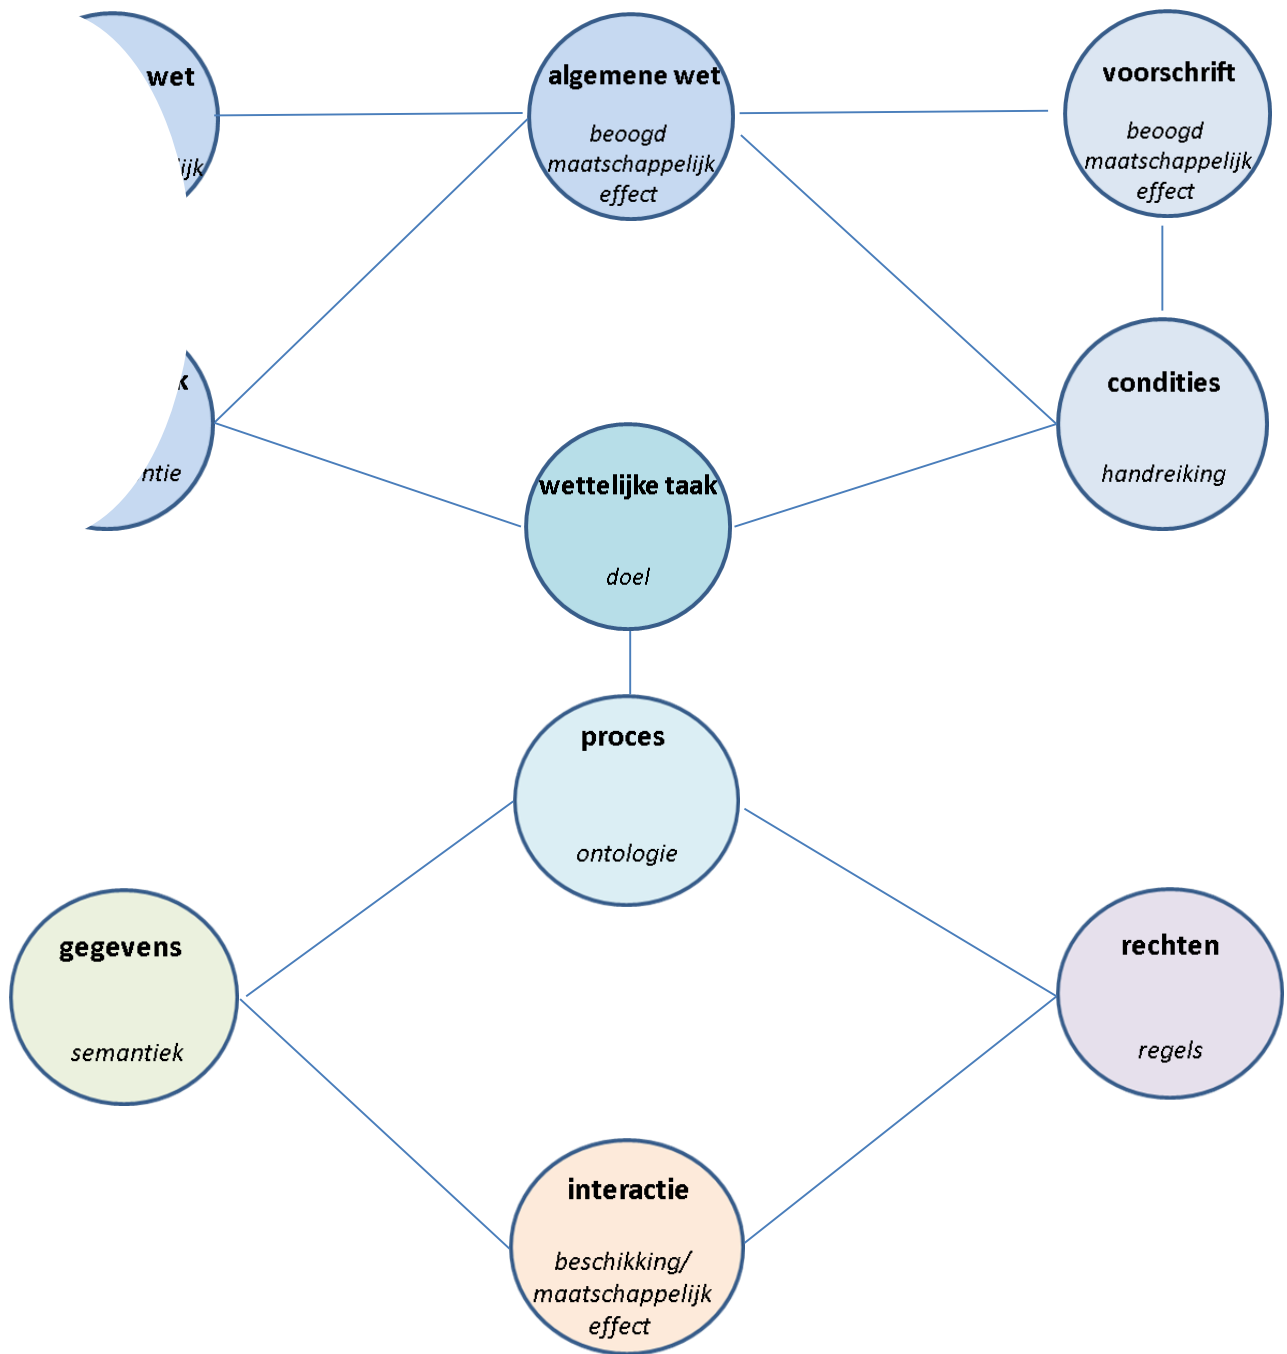 wet
algemene wet
beoogd
maatschappelijk
effect
voorschrift
beoogd
maatschappelijk
effect
condities
handreiking
wettelijke taak
doel
proces
ontologie
gegevens
semantiek
rechten
regels
interactie
beschikking/
maatschappelijk
effect